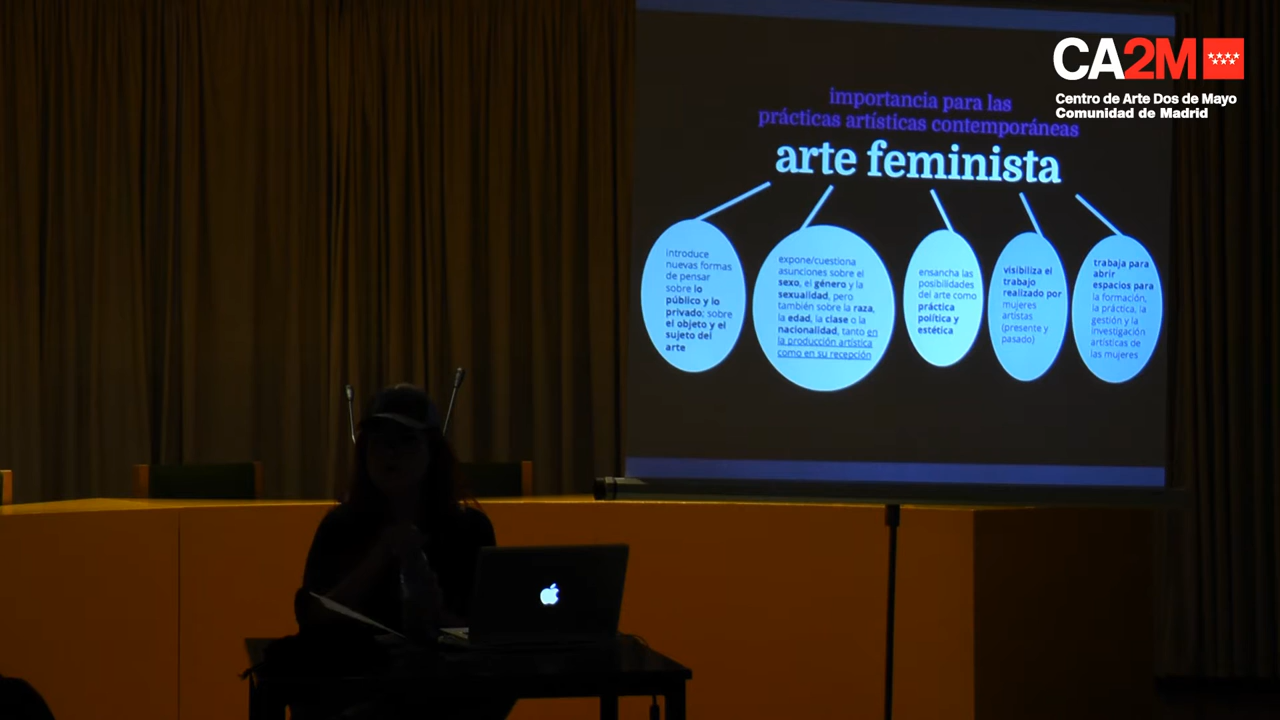 CA2M
Centro de Arte Dos de Mayo
Comunidad de Madrid
importancia para las
prácticas artísticas contemporáneas
arte feminista
introduce
nuevas formas
de pensar
sobre lo
público y lo
privado; sobre
el objeto y el
sujeto del
arte
expone/cuestiona
asunciones sobre el
sexo, el género y la
sexualidad, pero
también sobre la raza,
la edad, la clase o la
nacionalidad, tanto en
la producción artística
como en su recepción
ensancha las
posibilidades
del arte como
práctica
política y
estética
visibiliza el
trabajo
realizado por
mujeres
artistas
(presente y
pasado)
trabaja para
abrir
espacios para
la formación,
la práctica, la
gestión y la
investigación
artísticas de
las mujeres